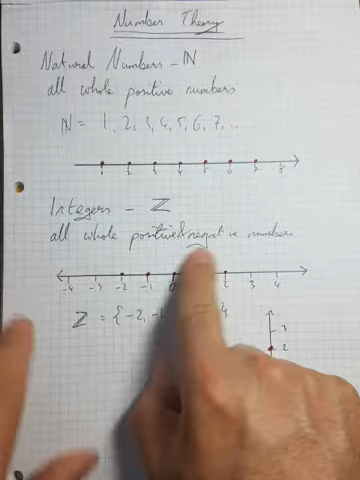 Number Theory
Natural Numbers – ℕ
all whole positive numbers
ℕ = 1, 2, 3, 4, 5, 6, 7, ..
1 2 3 4 5 6 7 8
Integers – ℤ
all whole positive & negative numbers
-4 -3 -2 -1 0 2 3 4
ℤ = { -2, -1
3
2